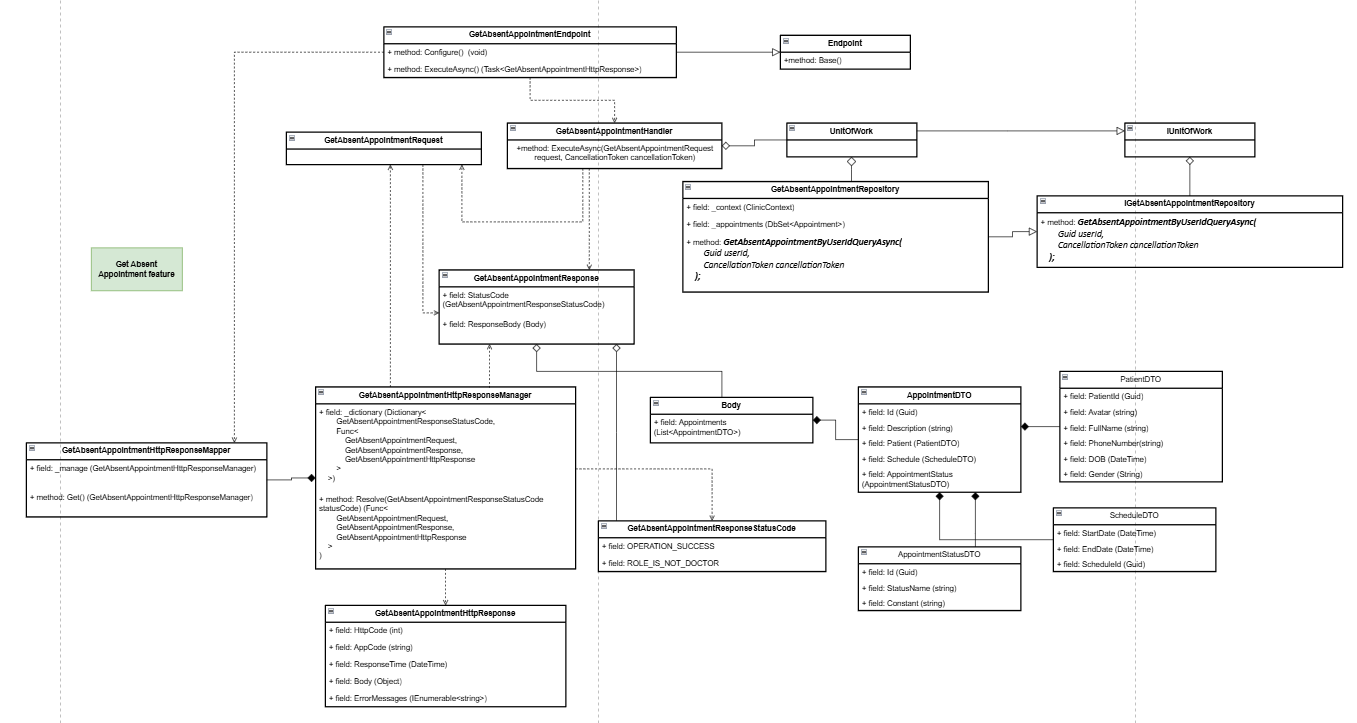 GetAbsentAppointmentEndpoint
+ method: Configure() (void)
+ method: ExecuteAsync() (Task<GetAbsentAppointmentHttpResponse>)
Endpoint
+method: Base()
GetAbsentAppointmentRequest
GetAbsentAppointmentHandler
+method: ExecuteAsync(GetAbsentAppointmentRequest
request, CancellationToken cancellationToken)
UnitOfWork
IUnitOfWork
GetAbsentAppointmentRepository
+ field: _context (ClinicContext)
+ field: _appointments (DbSet<Appointment>)
+ method: GetAbsentAppointmentByUserIdQueryAsync(
Guid userId,
CancellationToken cancellationToken
);
IGetAbsentAppointmentRepository
+ method: GetAbsentAppointmentByUserIdQueryAsync(
Guid userId,
CancellationToken cancellationToken
);
Get Absent
Appointment feature
GetAbsentAppointmentResponse
+ field: StatusCode
(GetAbsentAppointmentResponseStatusCode)
+ field: ResponseBody (Body)
GetAbsentAppointmentHttpResponseMapper
+ field: _manage (GetAbsentAppointmentHttpResponseManager)
+ method: Get() (GetAbsentAppointmentHttpResponseManager)
GetAbsentAppointmentHttpResponseManager
+ field: _dictionary (Dictionary<
GetAbsentAppointmentResponseStatusCode,
Func<
GetAbsentAppointmentRequest,
GetAbsentAppointmentResponse,
GetAbsentAppointmentHttpResponse
>
>)
+ method: Resolve(GetAbsentAppointmentResponseStatusCode
statusCode) (Func<
GetAbsentAppointmentRequest,
GetAbsentAppointmentResponse,
GetAbsentAppointmentHttpResponse
>
)
Body
+ field: Appointments
(List<AppointmentDTO>)
AppointmentDTO
+ field: Id (Guid)
+ field: Description (string)
+ field: Patient (PatientDTO)
+ field: Schedule (ScheduleDTO)
+ field: AppointmentStatus
(AppointmentStatusDTO)
PatientDTO
+ field: PatientId (Guid)
+ field: Avatar (string)
+ field: FullName (string)
+ field: PhoneNumber(string)
+ field: DOB (DateTime)
+ field: Gender (String)
GetAbsentAppointmentResponseStatusCode
+ field: OPERATION_SUCCESS
+ field: ROLE_IS_NOT_DOCTOR
AppointmentStatusDTO
+ field: Id (Guid)
+ field: StatusName (string)
+ field: Constant (string)
ScheduleDTO
+ field: StartDate (DateTime)
+ field: EndDate (DateTime)
+ field: ScheduleId (Guid)
GetAbsentAppointmentHttpResponse
+ field: HttpCode (int)
+ field: AppCode (string)
+ field: ResponseTime (DateTime)
+ field: Body (Object)
+ field: ErrorMessages (IEnumerable<string>)